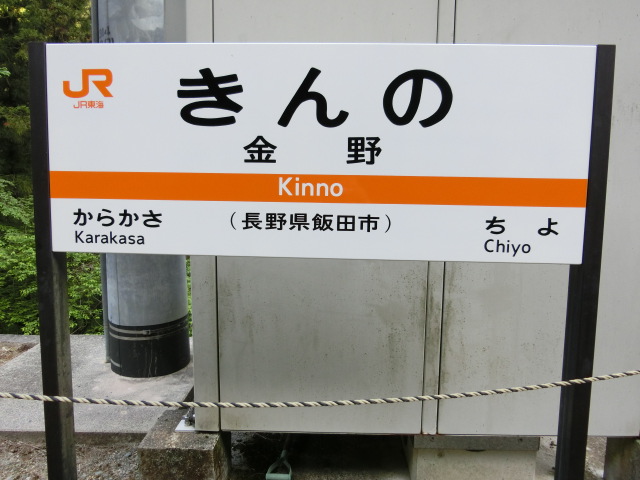 JR
JR東海
きんの
金野
Kinno
からかさ
Karakasa
(長野県飯田市)
ちよ
Chiyo